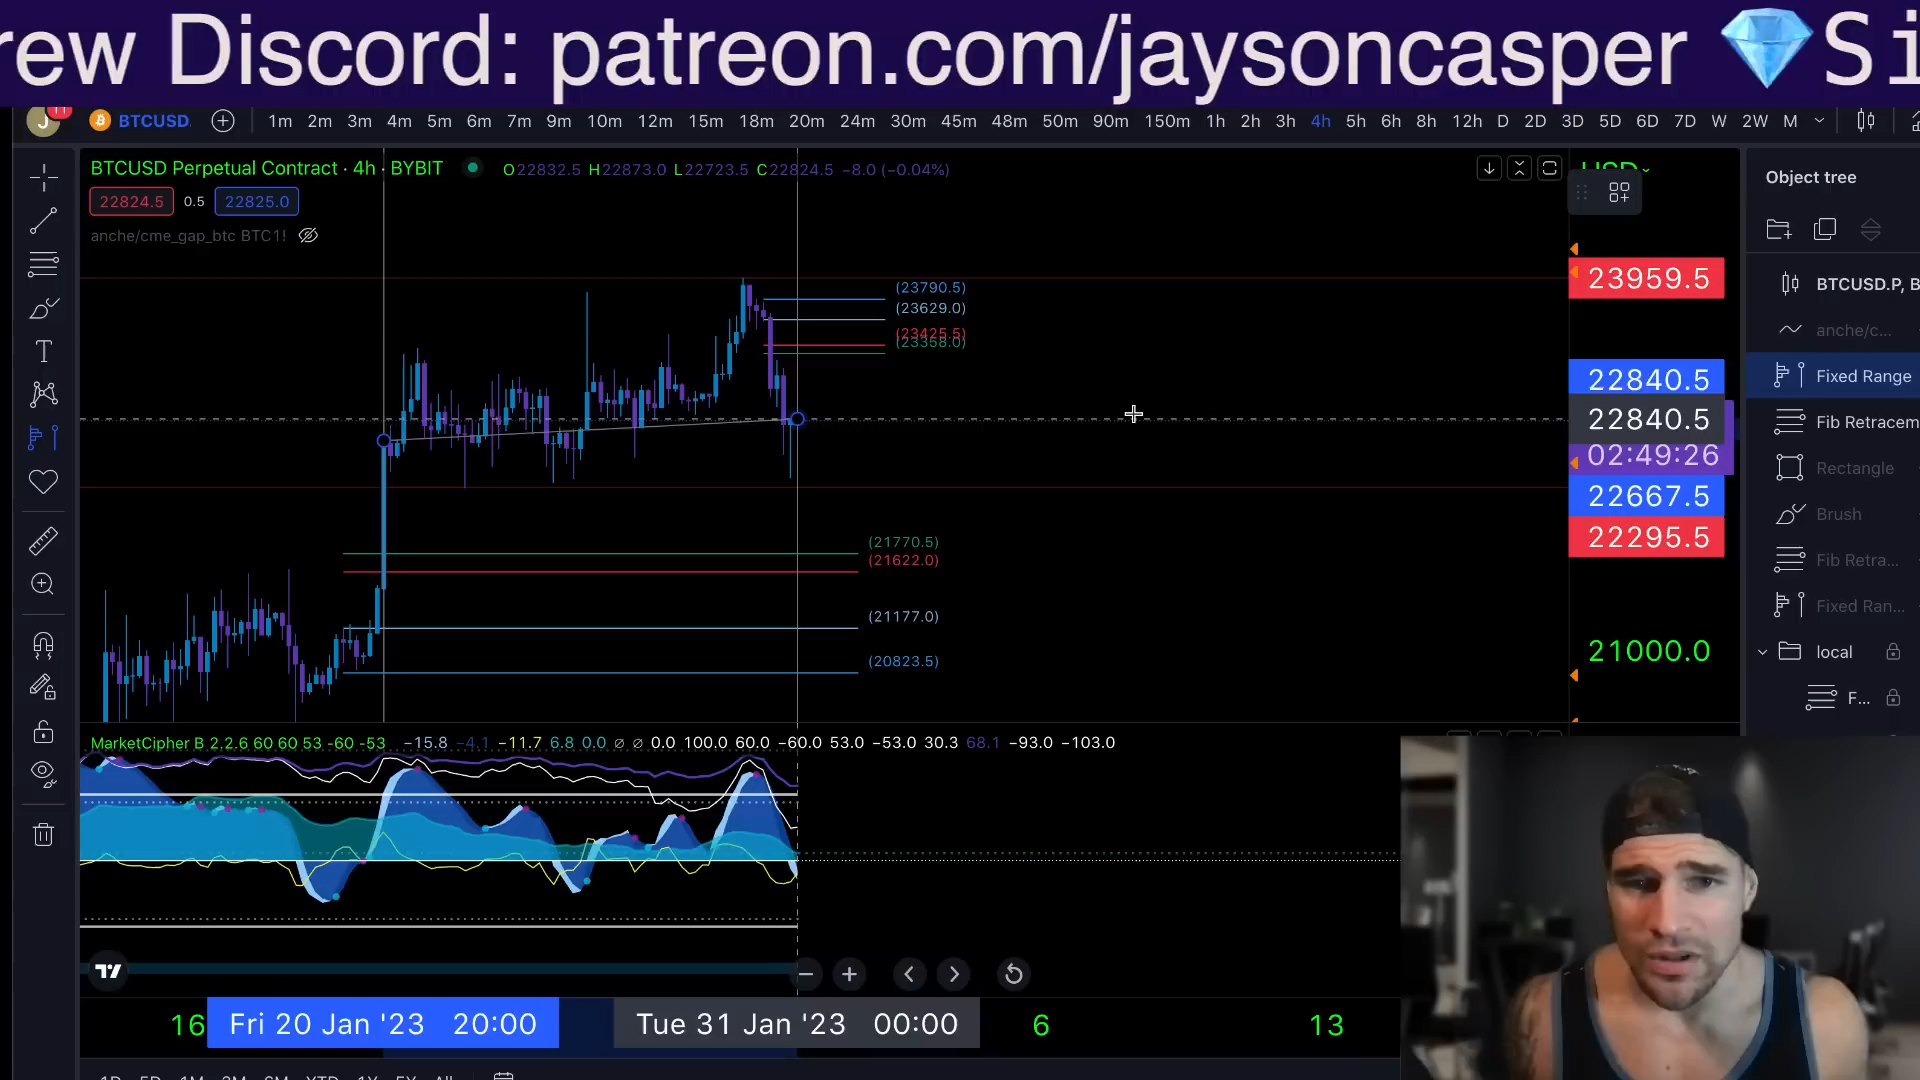 rew Discord: patreon.com/jaysoncasper 💎Si
J 11 BTCUSD 1m 2m 3m 4m 5m 6m 7m 9m 10m 12m 15m 18m 20m 24m 30m 45m 48m 50m 90m 150m 1h 2h 3h 4h 5h 6h 8h 12h D 2D 3D 5D 6D 7D W 2W M
BTCUSD Perpetual Contract · 4h · BYBIT O22832.5 H22873.0 L22723.5 C22824.5 −8.0 (−0.04%)
22824.5 0.5 22825.0
anche/cme_gap_btc BTC1!
(23790.5)
(23629.0)
(23425.5)
(23358.0)
(21770.5)
(21622.0)
(21177.0)
(20823.5)
23959.5
22840.5
22840.5
02:49:26
22667.5
22295.5
21000.0
Object tree
BTCUSD.P, B
anche/c...
Fixed Range
Fib Retracem
Rectangle
Brush
Fib Retra...
Fixed Ran...
local
F...
MarketCipher B 2.2.6 60 60 53 -60 -53 −15.8 −4.1 −11.7 6.8 0.0 ∅ ∅ 0.0 100.0 60.0 −60.0 53.0 −53.0 30.3 68.1 −93.0 −103.0
16 Fri 20 Jan '23 20:00 Tue 31 Jan '23 00:00 6 13